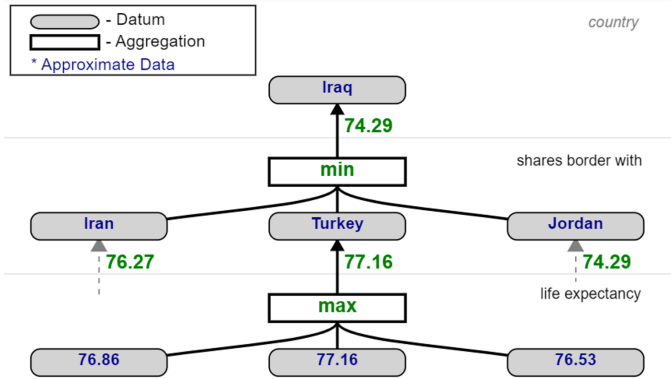 - Datum
- Aggregation
* Approximate Data
country
Iraq
74.29
min
shares border with
Iran
Turkey
Jordan
76.27
77.16
74.29
max
life expectancy
76.86
77.16
76.53